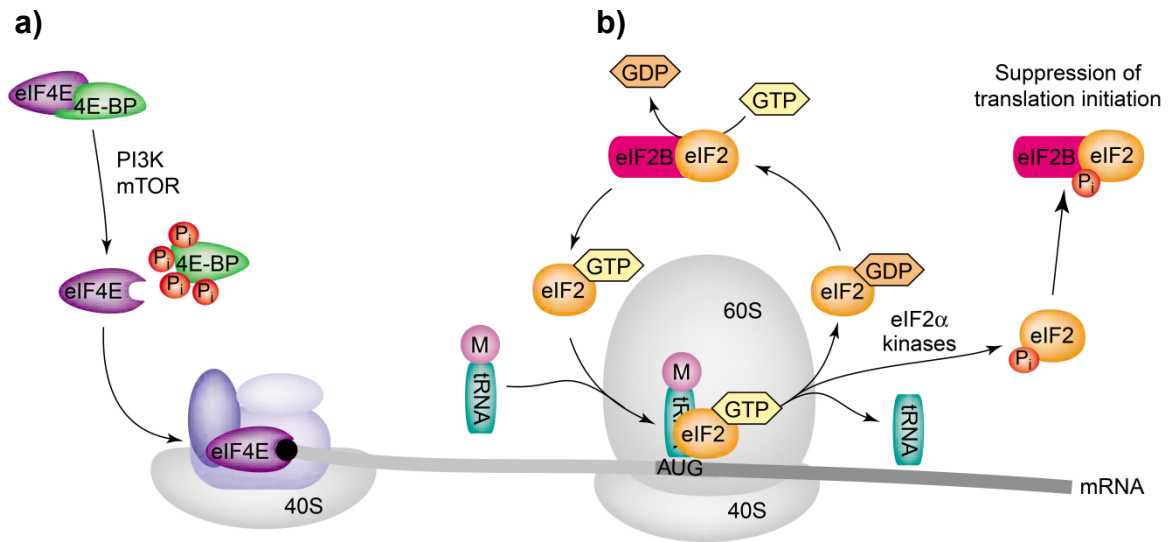 a)
eIF4E
4E-BP
PI3K
mTOR
Pi
Pi
4E-BP
Pi
Pi
eIF4E
eIF4E
40S
b)
GDP
GTP
eIF2B
eIF2
Suppression of
translation initiation
eIF2B
eIF2
Pi
GTP
eIF2
60S
GDP
eIF2
eIF2α
kinases
eIF2
Pi
M
tRNA
M
tR
GTP
eIF2
tRNA
AUG
mRNA
40S